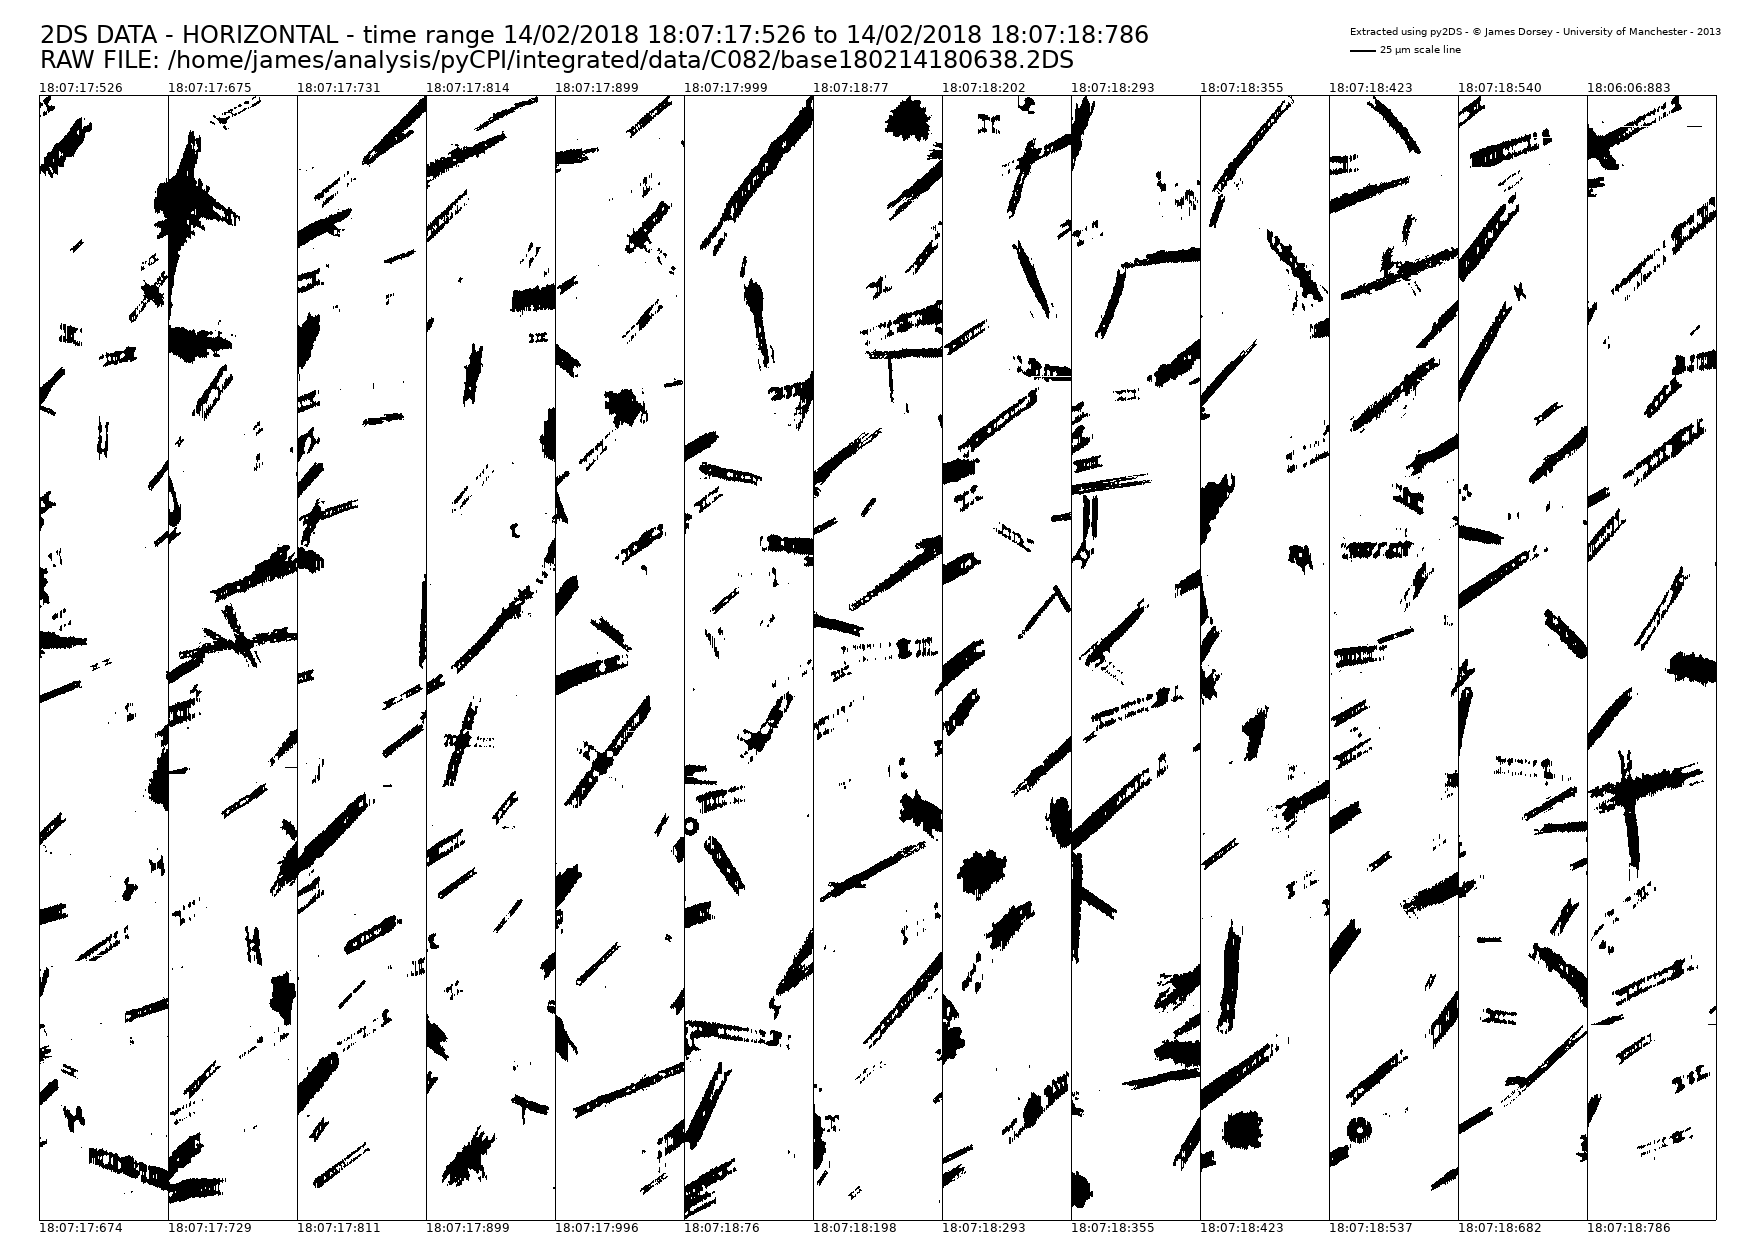 2DS DATA - HORIZONTAL - time range 14/02/2018 18:07:17:526 to 14/02/2018 18:07:18:786
RAW FILE: /home/james/analysis/pyCPI/integrated/data/C082/base180214180638.2DS
Extracted using py2DS - © James Dorsey - University of Manchester - 2013
25 µm scale line
18:07:17:526 18:07:17:675 18:07:17:731 18:07:17:814 18:07:17:899 18:07:17:999 18:07:18:77 18:07:18:202 18:07:18:293 18:07:18:355 18:07:18:423 18:07:18:540 18:06:06:883
18:07:17:674 18:07:17:729 18:07:17:811 18:07:17:899 18:07:17:996 18:07:18:76 18:07:18:198 18:07:18:293 18:07:18:355 18:07:18:423 18:07:18:537 18:07:18:682 18:07:18:786